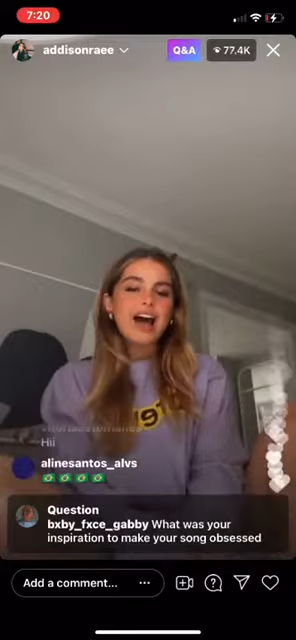 7:20
addisonraee
Q&A
77.4K
Hii
alinesantos_alvs
🇧🇷 🇧🇷 🇧🇷 🇧🇷
Question
bxby_fxce_gabby What was your
inspiration to make your song obsessed
Add a comment... ...